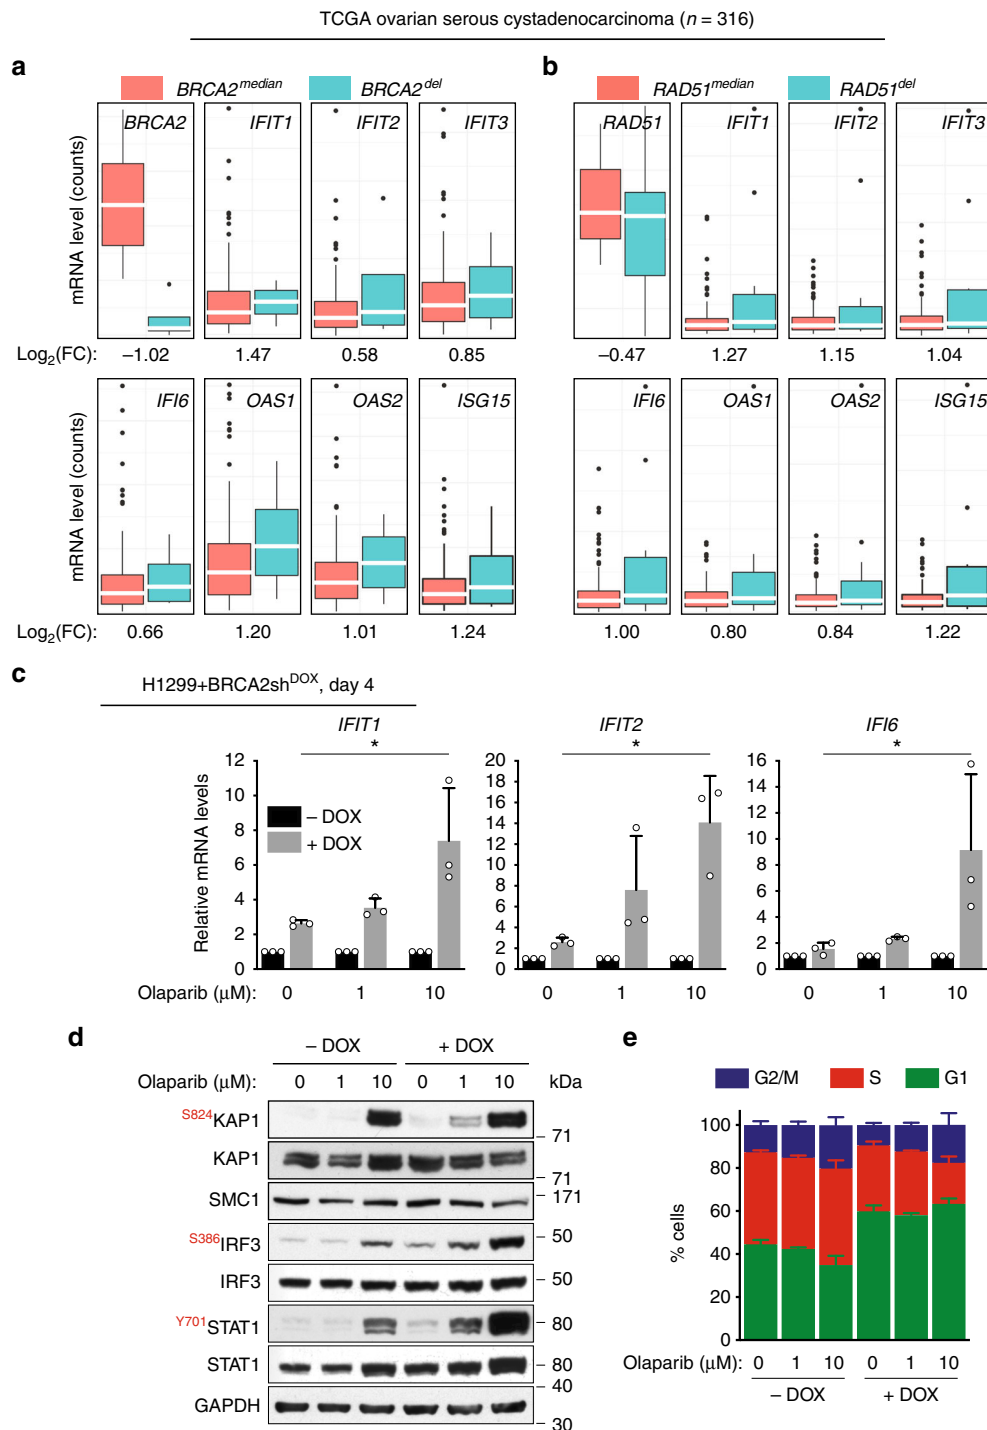 TCGA ovarian serous cystadenocarcinoma (n = 316)
a
BRCA2median BRCA2del
BRCA2 IFIT1 IFIT2 IFIT3
mRNA level (counts)
Log2(FC): −1.02 1.47 0.58 0.85
IFI6 OAS1 OAS2 ISG15
mRNA level (counts)
Log2(FC): 0.66 1.20 1.01 1.24
b
RAD51median RAD51del
RAD51 IFIT1 IFIT2 IFIT3
−0.47 1.27 1.15 1.04
IFI6 OAS1 OAS2 ISG15
1.00 0.80 0.84 1.22
c
H1299+BRCA2shDOX, day 4
IFIT1 IFIT2 IFI6
* * *
Relative mRNA levels
12
10
8
6
4
2
0
– DOX
+ DOX
20
18
16
14
12
10
8
6
4
2
0
16
14
12
10
8
6
4
2
0
Olaparib (μM): 0 1 10 0 1 10 0 1 10
d
– DOX + DOX
Olaparib (μM): 0 1 10 0 1 10 kDa
S824KAP1
– 71
KAP1
– 71
SMC1 – 171
S386IRF3 – 50
IRF3 – 50
Y701STAT1 – 80
STAT1 – 80
– 40
GAPDH
– 30
e
G2/M S G1
% cells
100
80
60
40
20
0
Olaparib (μM): 0 1 10 0 1 10
– DOX + DOX